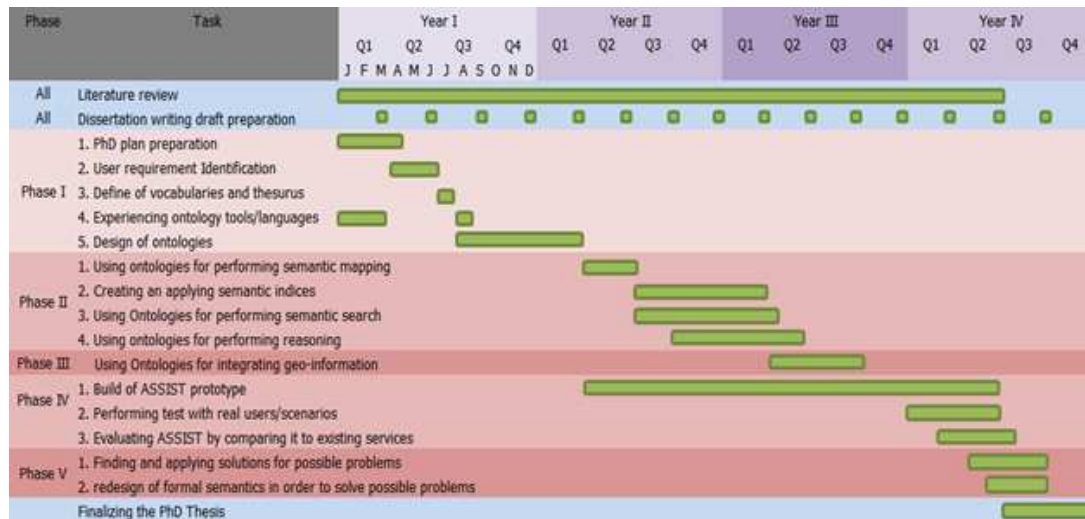 Phase Task Year I Year II Year III Year IV
Q1 Q2 Q3 Q4 Q1 Q2 Q3 Q4 Q1 Q2 Q3 Q4 Q1 Q2 Q3 Q4
J F M A M J J A S O N D
All Literature review
All Dissertation writing draft preparation
1. PhD plan preparation
2. User requirement Identification
Phase I 3. Define of vocabularies and thesurus
4. Experiencing ontology tools/languages
5. Design of ontologies
1. Using ontologies for performing semantic mapping
2. Creating an applying semantic indices
Phase II 3. Using Ontologies for performing semantic search
4. Using ontologies for performing reasoning
Phase III Using Ontologies for integrating geo-information
1. Build of ASSIST prototype
Phase IV 2. Performing test with real users/scenarios
3. Evaluating ASSIST by comparing it to existing services
1. Finding and applying solutions for possible problems
Phase V 2. redesign of formal semantics in order to solve possible problems
Finalizing the PhD Thesis